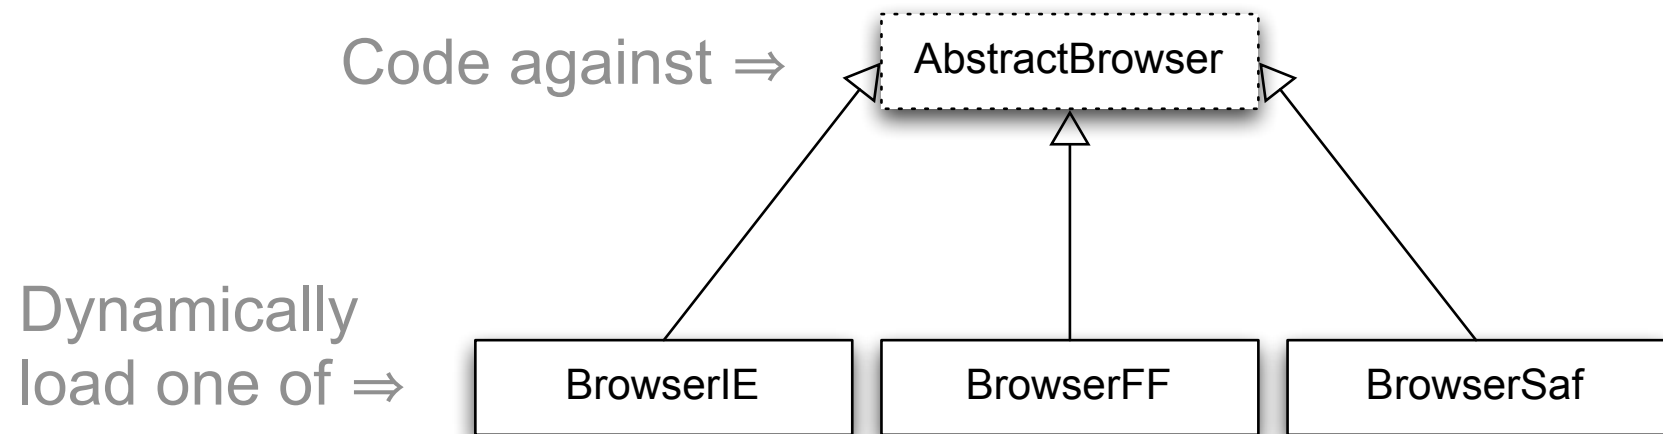 Code against ⇒
AbstractBrowser
Dynamically
load one of ⇒
BrowserIE
BrowserFF
BrowserSaf